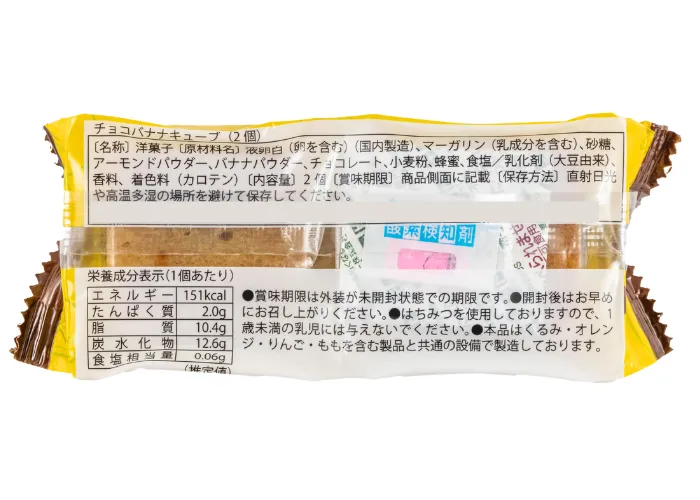 チョコバナナキューブ（2個）
〔名称〕洋菓子〔原材料名〕液卵白（卵を含む）（国内製造）、マーガリン（乳成分を含む）、砂糖、
アーモンドパウダー、バナナパウダー、チョコレート、小麦粉、蜂蜜、食塩／乳化剤（大豆由来）、
香料、着色料（カロテン）〔内容量〕2個〔賞味期限〕商品側面に記載〔保存方法〕直射日光
や高温多湿の場所を避けて保存してください。
酸素検知剤
栄養成分表示（1個あたり）
エネルギー 151kcal
たんぱく質 2.0g
脂質 10.4g
炭水化物 12.6g
食塩相当量 0.06g
（推定値）
●賞味期限は外装が未開封状態での期限です。●開封後はお早め
にお召し上がりください。●はちみつを使用しておりますので、1
歳未満の乳児には与えないでください。●本品はくるみ・オレン
ジ・りんご・ももを含む製品と共通の設備で製造しております。